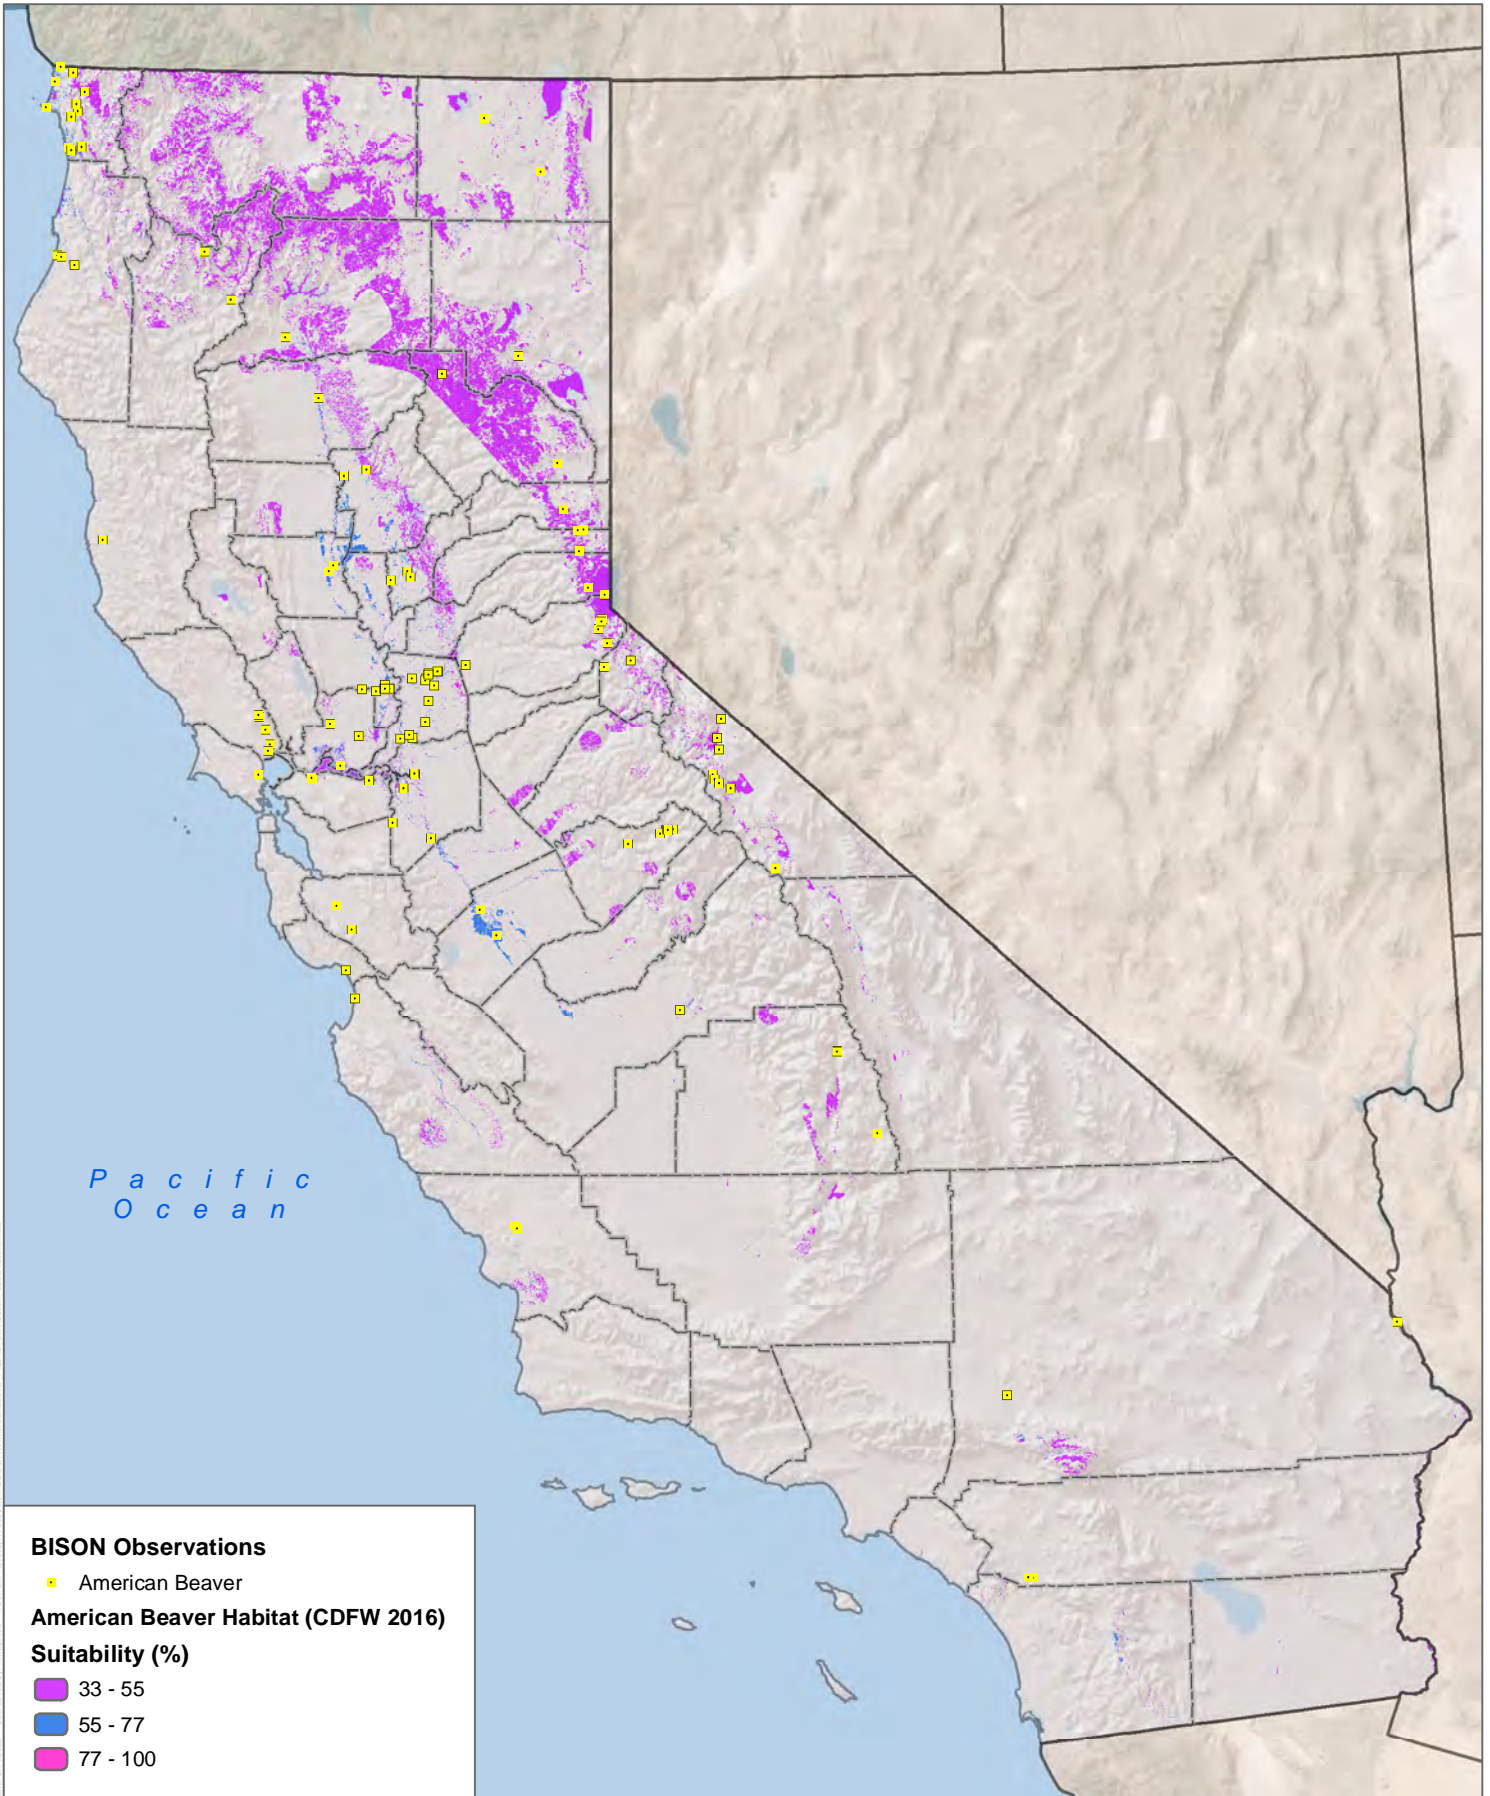 P a c i f i c
O c e a n
BISON Observations
American Beaver
American Beaver Habitat (CDFW 2016)
Suitability (%)
33 - 55
55 - 77
77 - 100